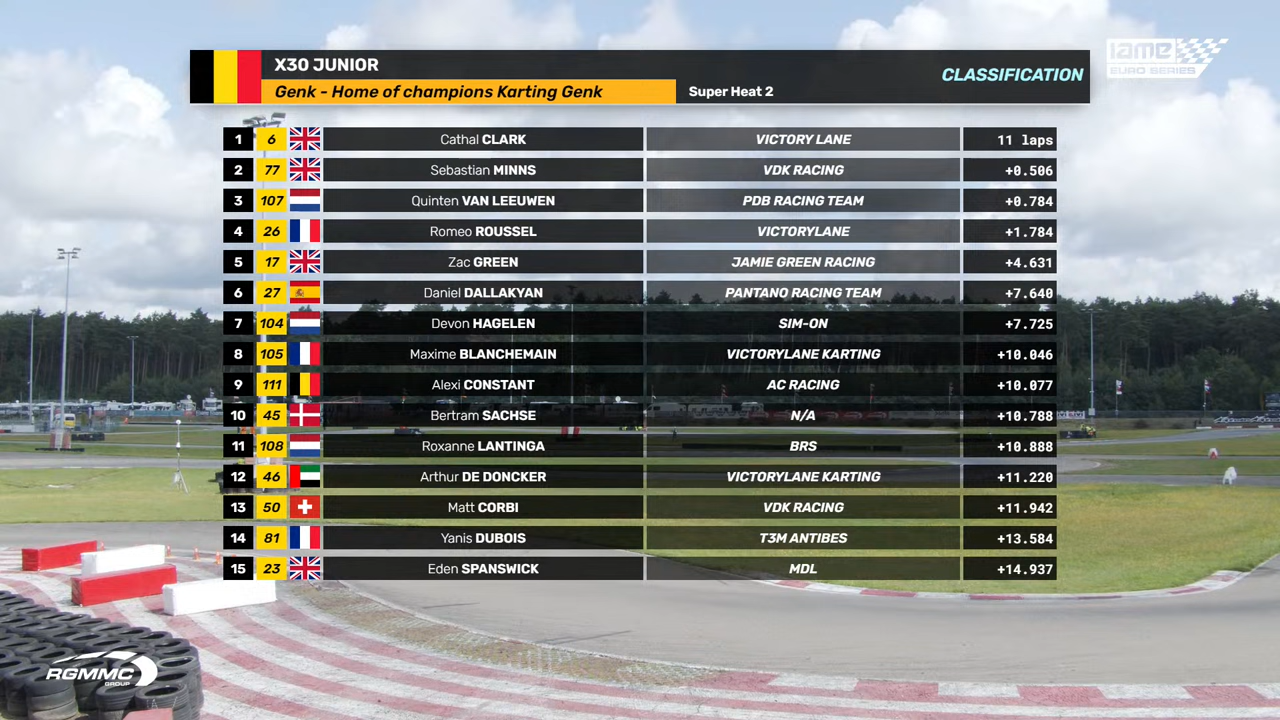 X30 JUNIOR
Genk - Home of champions Karting Genk
Super Heat 2
CLASSIFICATION
iame
EURO SERIES
1 6 Cathal CLARK VICTORY LANE 11 laps
2 77 Sebastian MINNS VDK RACING +0.506
3 107 Quinten VAN LEEUWEN PDB RACING TEAM +0.784
4 26 Romeo ROUSSEL VICTORYLANE +1.784
5 17 Zac GREEN JAMIE GREEN RACING +4.631
6 27 Daniel DALLAKYAN PANTANO RACING TEAM +7.640
7 104 Devon HAGELEN SIM-ON +7.725
8 105 Maxime BLANCHEMAIN VICTORYLANE KARTING +10.046
9 111 Alexi CONSTANT AC RACING +10.077
10 45 Bertram SACHSE N/A +10.788
11 108 Roxanne LANTINGA BRS +10.888
12 46 Arthur DE DONCKER VICTORYLANE KARTING +11.220
13 50 Matt CORBI VDK RACING +11.942
14 81 Yanis DUBOIS T3M ANTIBES +13.584
15 23 Eden SPANSWICK MDL +14.937
RGMMC
GROUP